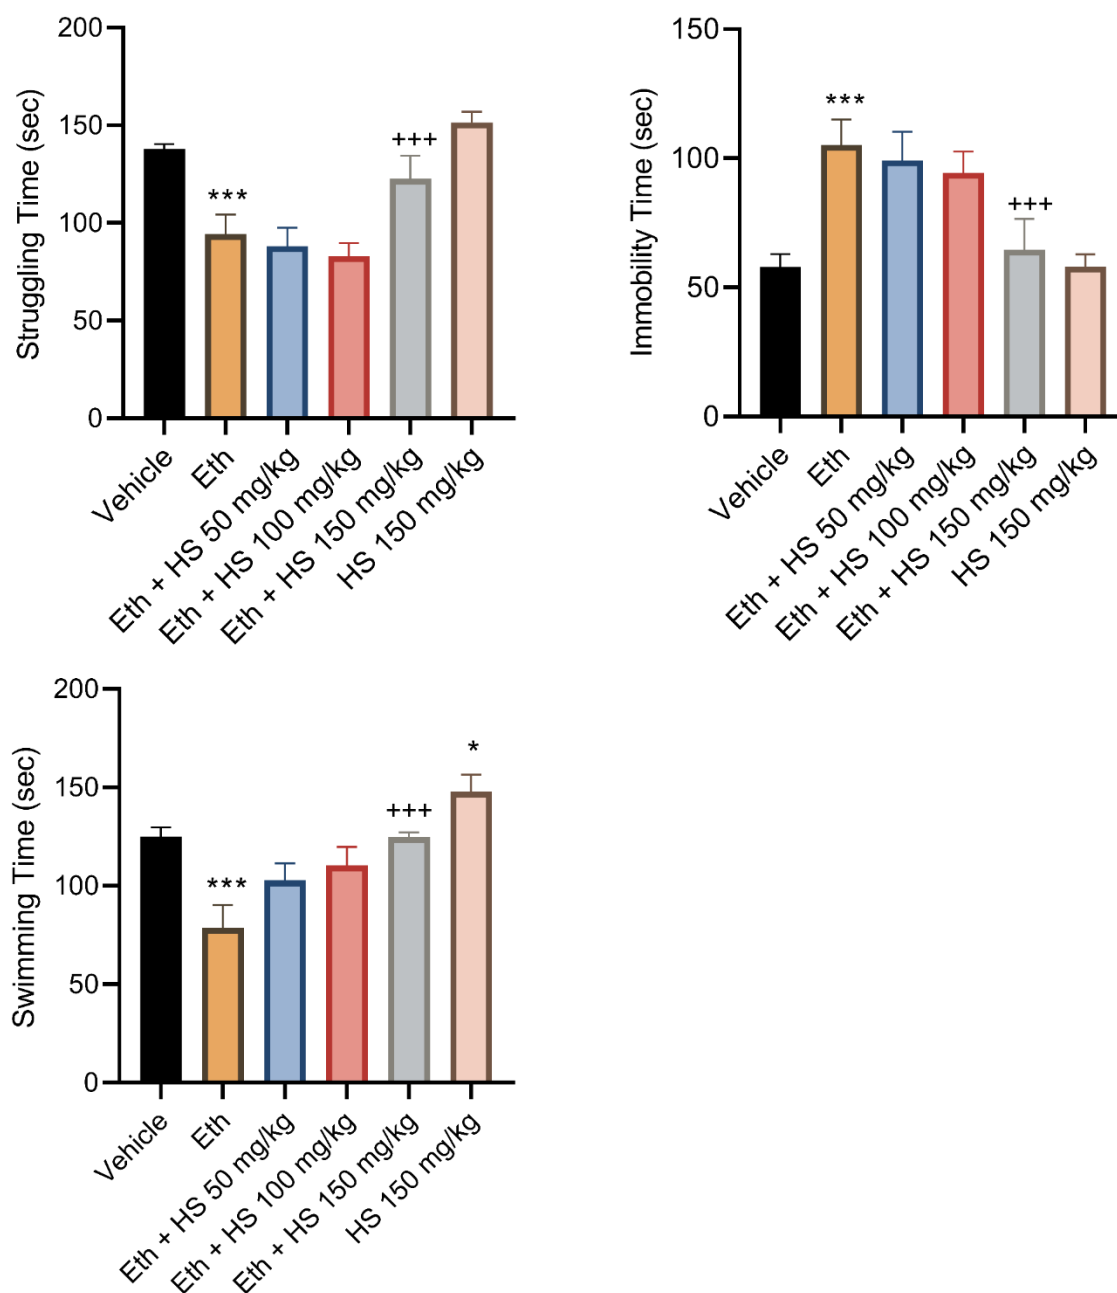 Struggling Time (sec)
200
150
100
50
0
***
+++
Vehicle
Eth
Eth + HS 50 mg/kg
Eth + HS 100 mg/kg
Eth + HS 150 mg/kg
HS 150 mg/kg
Immobility Time (sec)
150
100
50
0
***
+++
Vehicle
Eth
Eth + HS 50 mg/kg
Eth + HS 100 mg/kg
Eth + HS 150 mg/kg
HS 150 mg/kg
Swimming Time (sec)
200
150
100
50
0
***
+++
*
Vehicle
Eth
Eth + HS 50 mg/kg
Eth + HS 100 mg/kg
Eth + HS 150 mg/kg
HS 150 mg/kg